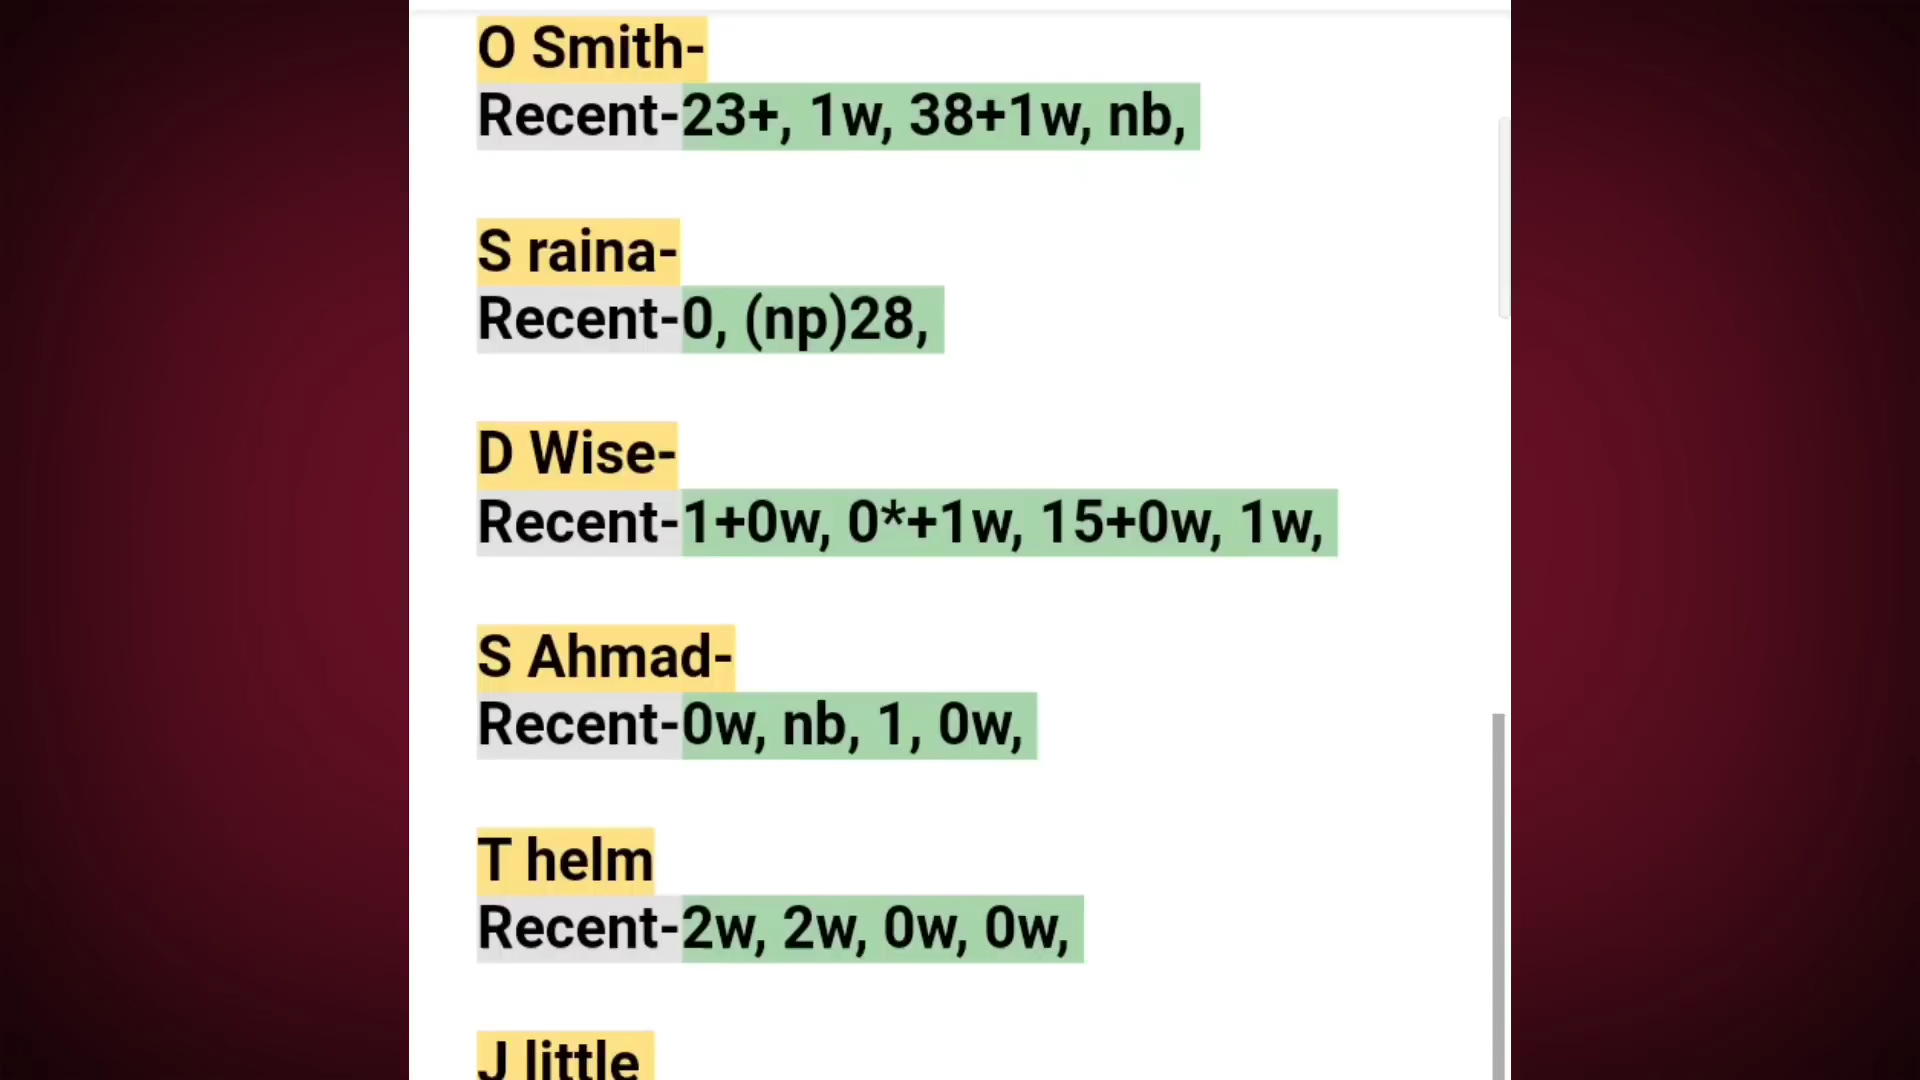 O Smith-
Recent-23+, 1w, 38+1w, nb,
S raina-
Recent-0, (np)28,
D Wise-
Recent-1+0w, 0*+1w, 15+0w, 1w,
S Ahmad-
Recent-0w, nb, 1, 0w,
T helm
Recent-2w, 2w, 0w, 0w,
J little